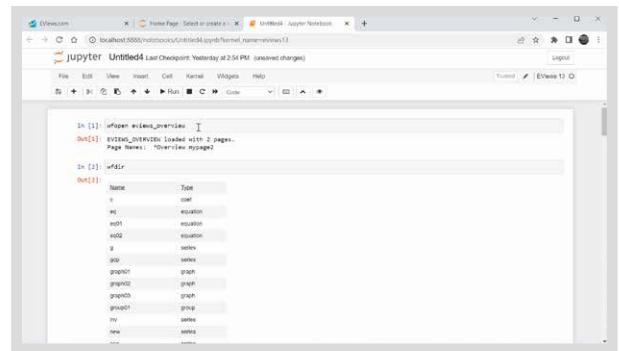 EViews.com
Home Page - Select or create a n
Untitled4 - Jupyter Notebook
localhost:8888/notebooks/Untitled4.ipynb?kernel_name=eviews13
jupyter Untitled4 Last Checkpoint: Yesterday at 2:54 PM (unsaved changes)
Logout
File Edit View Insert Cell Kernel Widgets Help
Trusted EViews 13
Run Code
In [1]: wfopen eviews_overview
Out[1]: EVIEWS_OVERVIEW loaded with 2 pages.
Page Names: *Overview mypage2
In [2]: wfdir
Out[2]:
Name Type
c coef
eq equation
eq01 equation
eq02 equation
g series
gcp series
graph01 graph
graph02 graph
graph03 graph
group01 group
inv series
new series